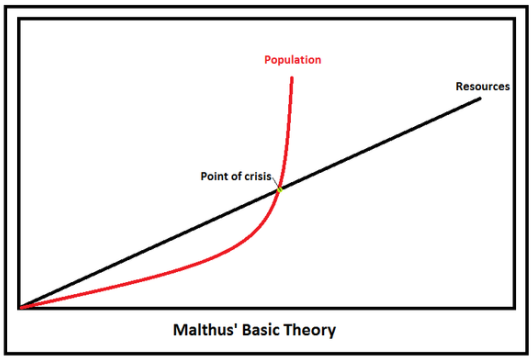 Population
Resources
Point of crisis
Malthus' Basic Theory